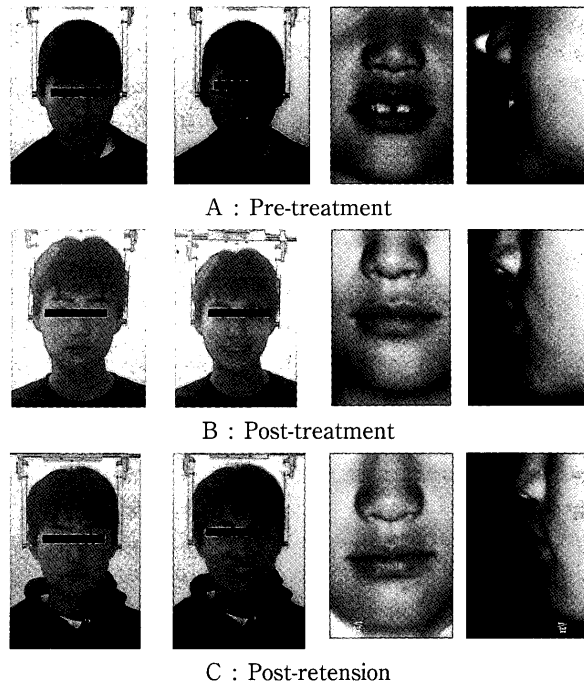 A : Pre-treatment
B : Post-treatment
C : Post-retension